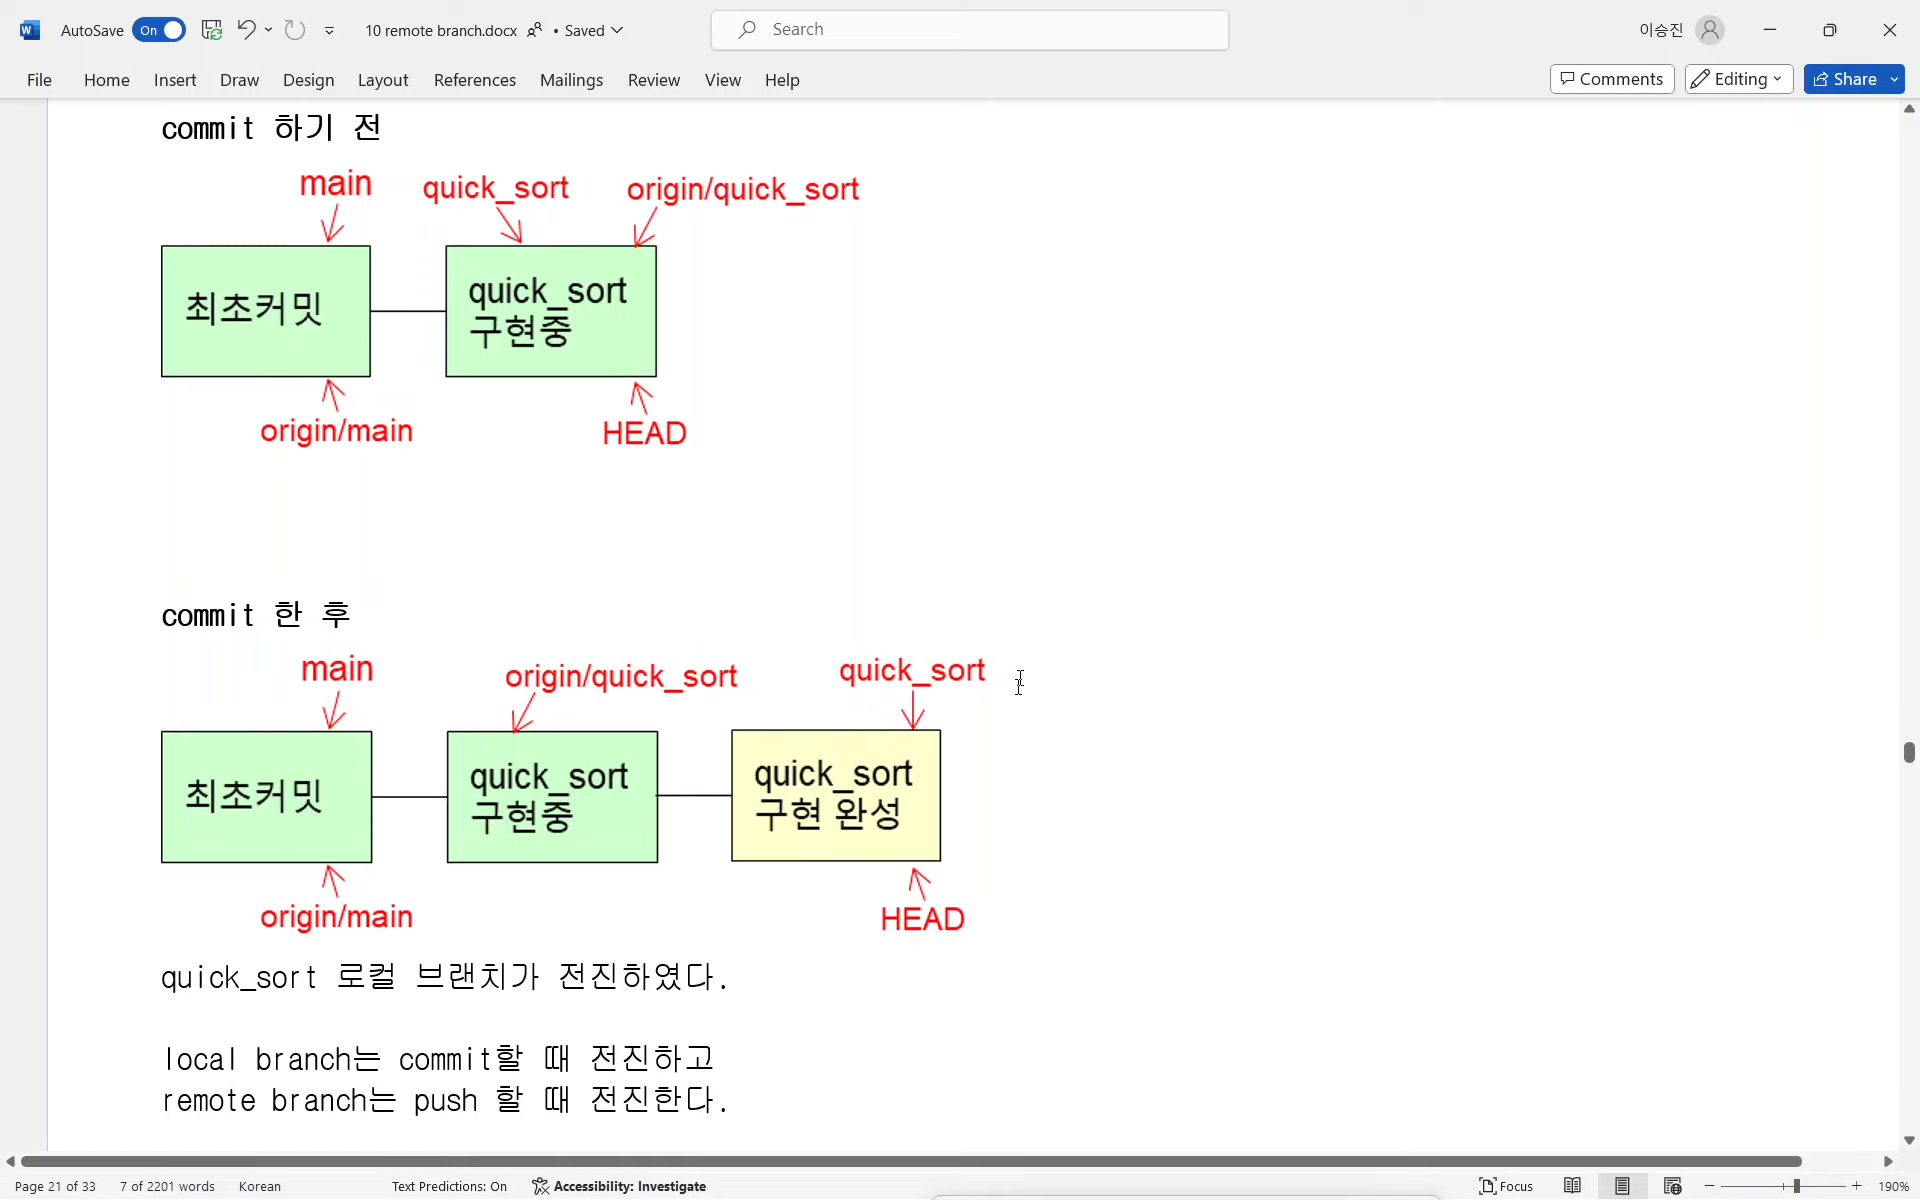 AutoSave On 10 remote branch.docx • Saved Search 이승진
File Home Insert Draw Design Layout References Mailings Review View Help Comments Editing Share
commit 하기 전
main quick_sort origin/quick_sort
최초커밋
quick_sort
구현중
origin/main HEAD
commit 한 후
main origin/quick_sort quick_sort
최초커밋
quick_sort
구현중
quick_sort
구현 완성
origin/main HEAD
quick_sort 로컬 브랜치가 전진하였다.
local branch는 commit할 때 전진하고
remote branch는 push 할 때 전진한다.
Page 21 of 33 7 of 2201 words Korean Text Predictions: On Accessibility: Investigate Focus 190%